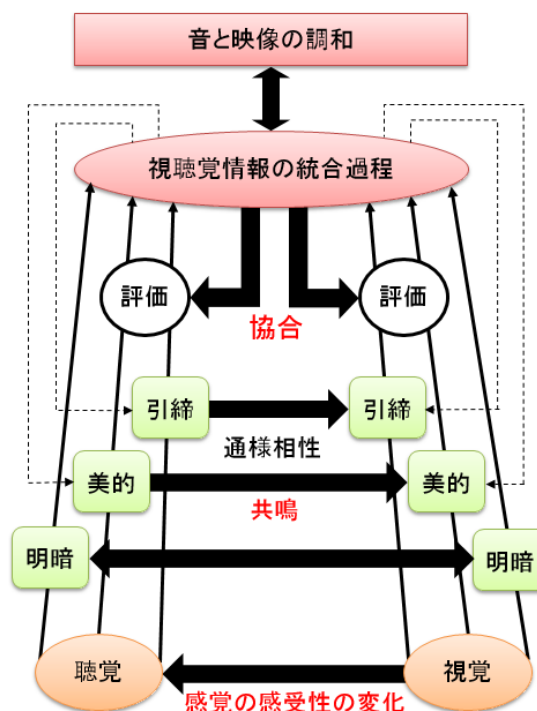 音と映像の調和
視聴覚情報の統合過程
評価
評価
協合
引締
引締
通様相性
美的
美的
共鳴
明暗
明暗
聴覚
視覚
感覚の感受性の変化